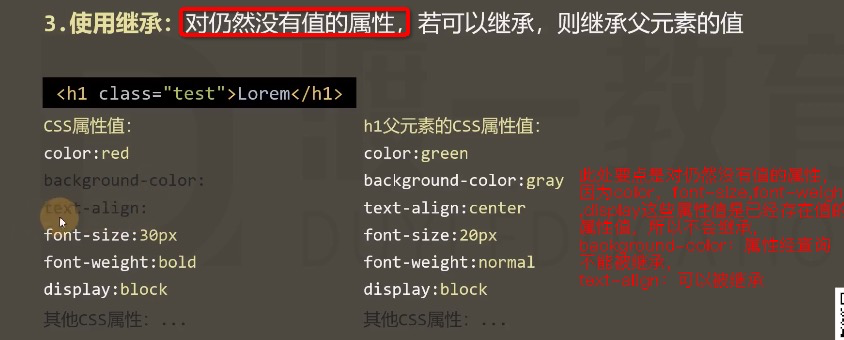 3.使用继承：对仍然没有值的属性，若可以继承，则继承父元素的值
<h1 class="test">Lorem</h1>
CSS属性值：
color:red
background-color:
text-align:
font-size:30px
font-weight:bold
display:block
其他CSS属性：...
h1父元素的CSS属性值：
color:green
background-color:gray
text-align:center
font-size:20px
font-weight:normal
display:block
其他CSS属性：...
此处要点是对仍然没有值的属性，
因为color、font-size,font-weigh
,display这些属性值是已经存在值的
属性值，所以不会继承。
background-color：属性经查询
不能被继承。
text-align：可以被继承